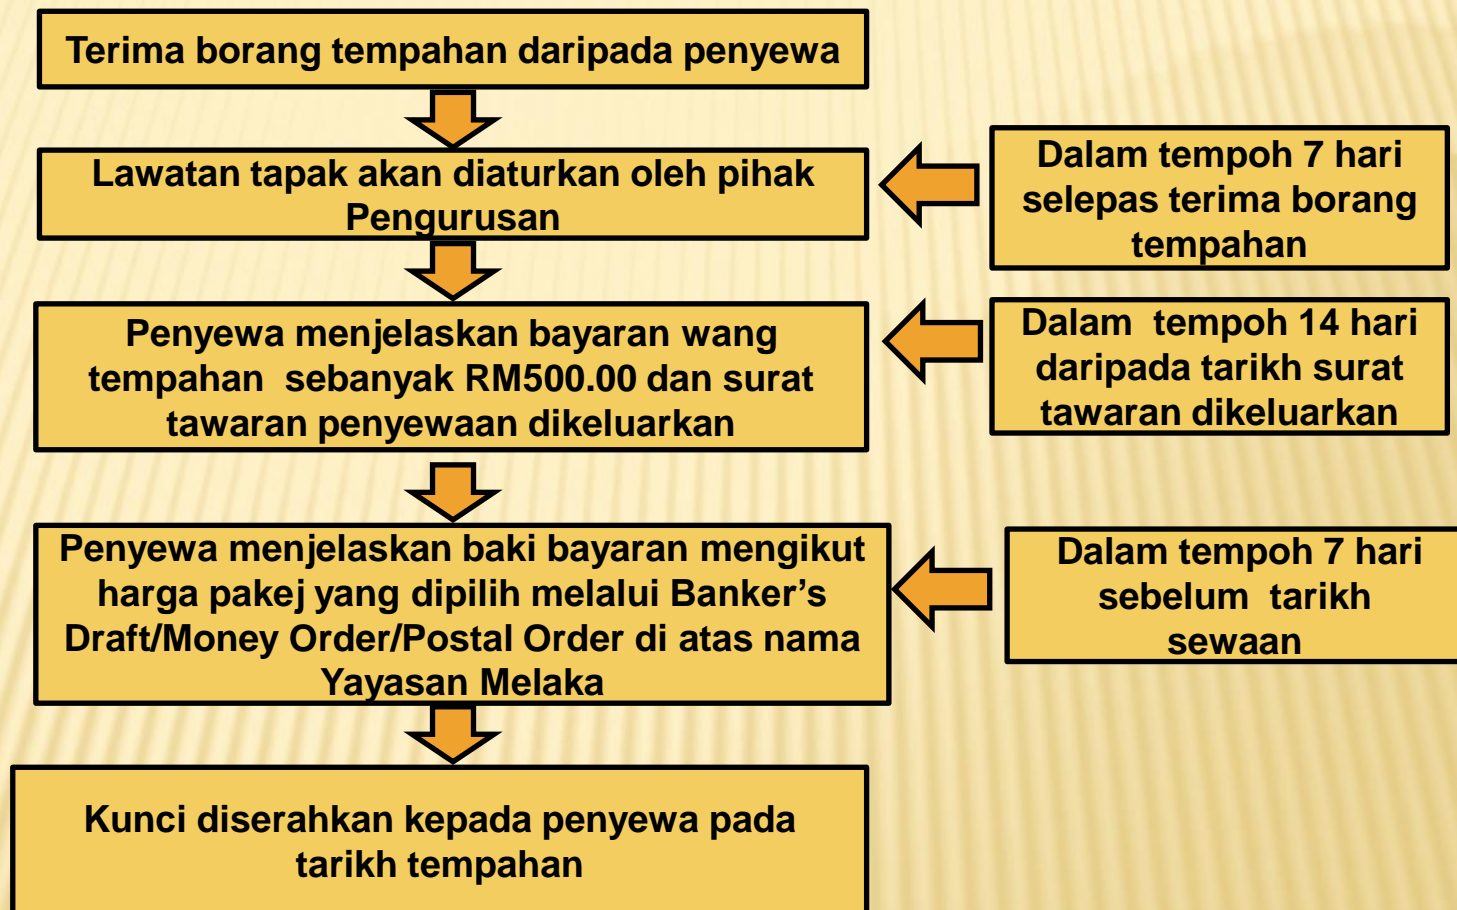 Terima borang tempahan daripada penyewa
Lawatan tapak akan diaturkan oleh pihak
Pengurusan
Dalam tempoh 7 hari
selepas terima borang
tempahan
Penyewa menjelaskan bayaran wang
tempahan sebanyak RM500.00 dan surat
tawaran penyewaan dikeluarkan
Dalam tempoh 14 hari
daripada tarikh surat
tawaran dikeluarkan
Penyewa menjelaskan baki bayaran mengikut
harga pakej yang dipilih melalui Banker’s
Draft/Money Order/Postal Order di atas nama
Yayasan Melaka
Dalam tempoh 7 hari
sebelum tarikh
sewaan
Kunci diserahkan kepada penyewa pada
tarikh tempahan